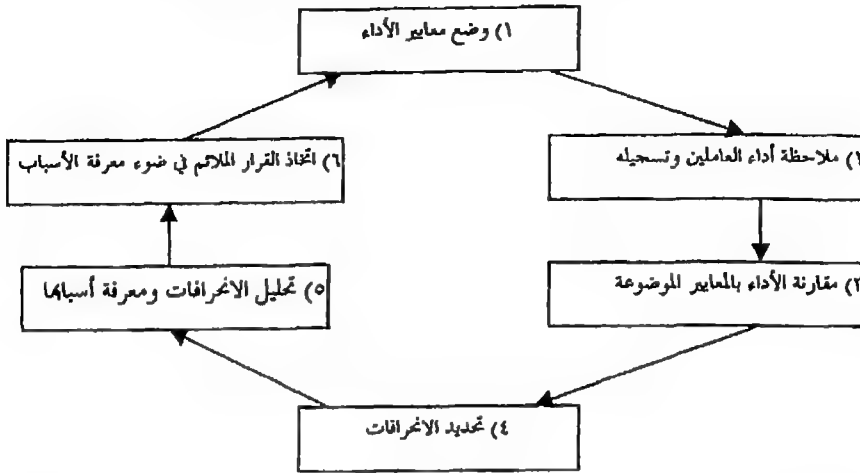 ١) وضع معايير الأداء
٢) ملاحظة أداء العاملين وتسجيله
٣) مقارنة الأداء بالمعايير الموضوعة
٤) تحديد الانحرافات
٥) تحليل الانحرافات ومعرفة أسبابها
٦) اتخاذ القرار الملائم في ضوء معرفة الأسباب